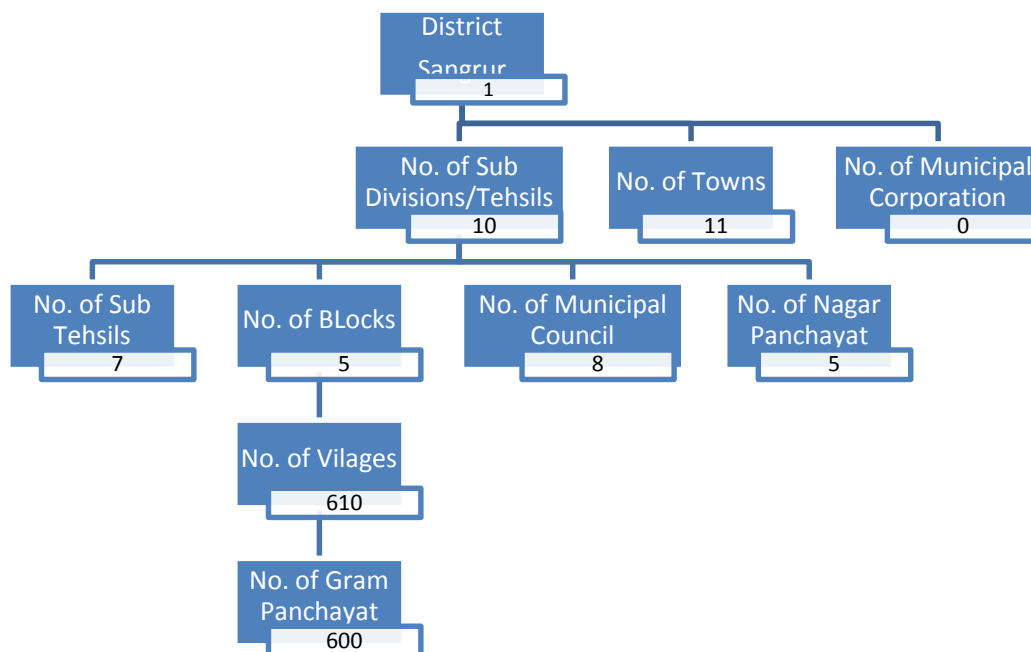 District
Sangrur
1
No. of Sub
Divisions/Tehsils
10
No. of Towns
11
No. of Municipal
Corporation
0
No. of Sub
Tehsils
7
No. of BLocks
5
No. of Municipal
Council
8
No. of Nagar
Panchayat
5
No. of Vilages
610
No. of Gram
Panchayat
600